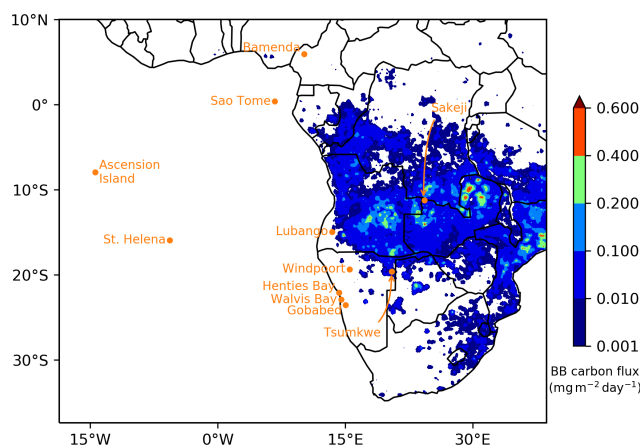 10°N
0°
10°S
20°S
30°S
15°W
0°W
15°E
30°E
Bamenda
Sao Tome
Sakeji
Ascension
Island
St. Helena
Lubango
Windpoort
Henties Bay
Walvis Bay
Gobabeb
Tsumkwe
0.600
0.400
0.200
0.100
0.010
0.001
BB carbon flux
(mg m⁻² day⁻¹)